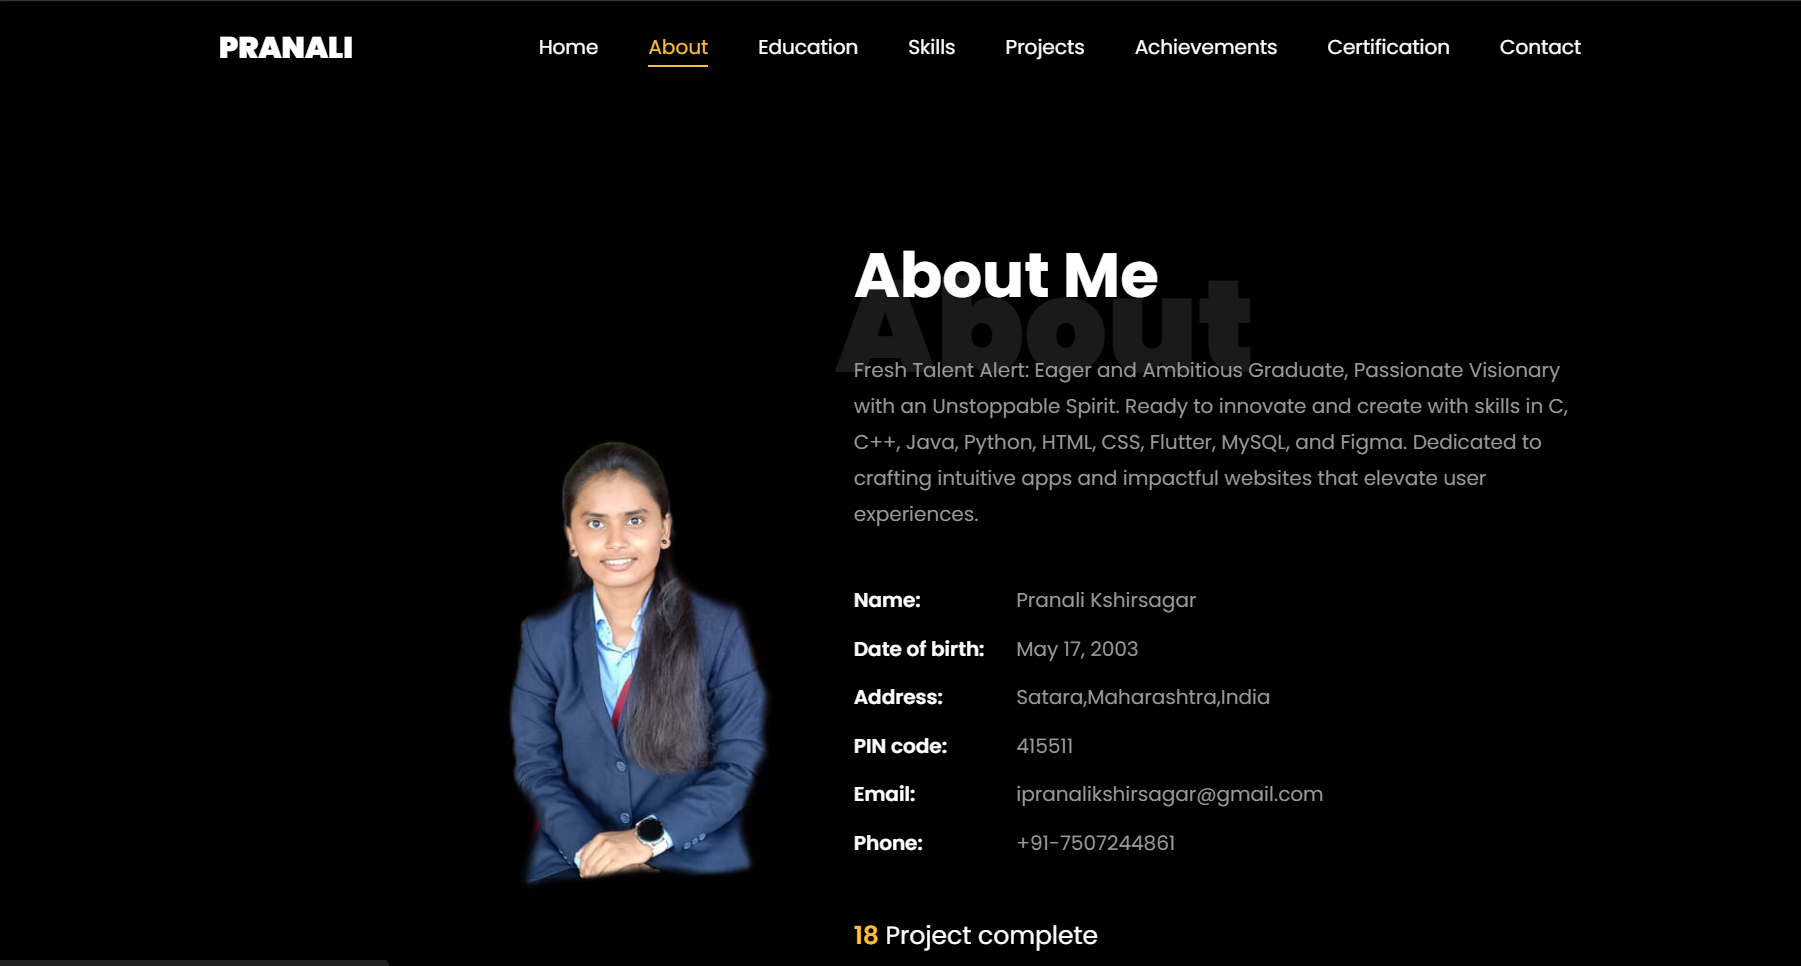 PRANALI
Home About Education Skills Projects Achievements Certification Contact
About Me
About
Fresh Talent Alert: Eager and Ambitious Graduate, Passionate Visionary
with an Unstoppable Spirit. Ready to innovate and create with skills in C,
C++, Java, Python, HTML, CSS, Flutter, MySQL, and Figma. Dedicated to
crafting intuitive apps and impactful websites that elevate user
experiences.
Name: Pranali Kshirsagar
Date of birth: May 17, 2003
Address: Satara,Maharashtra,India
PIN code: 415511
Email: ipranalikshirsagar@gmail.com
Phone: +91-7507244861
18 Project complete